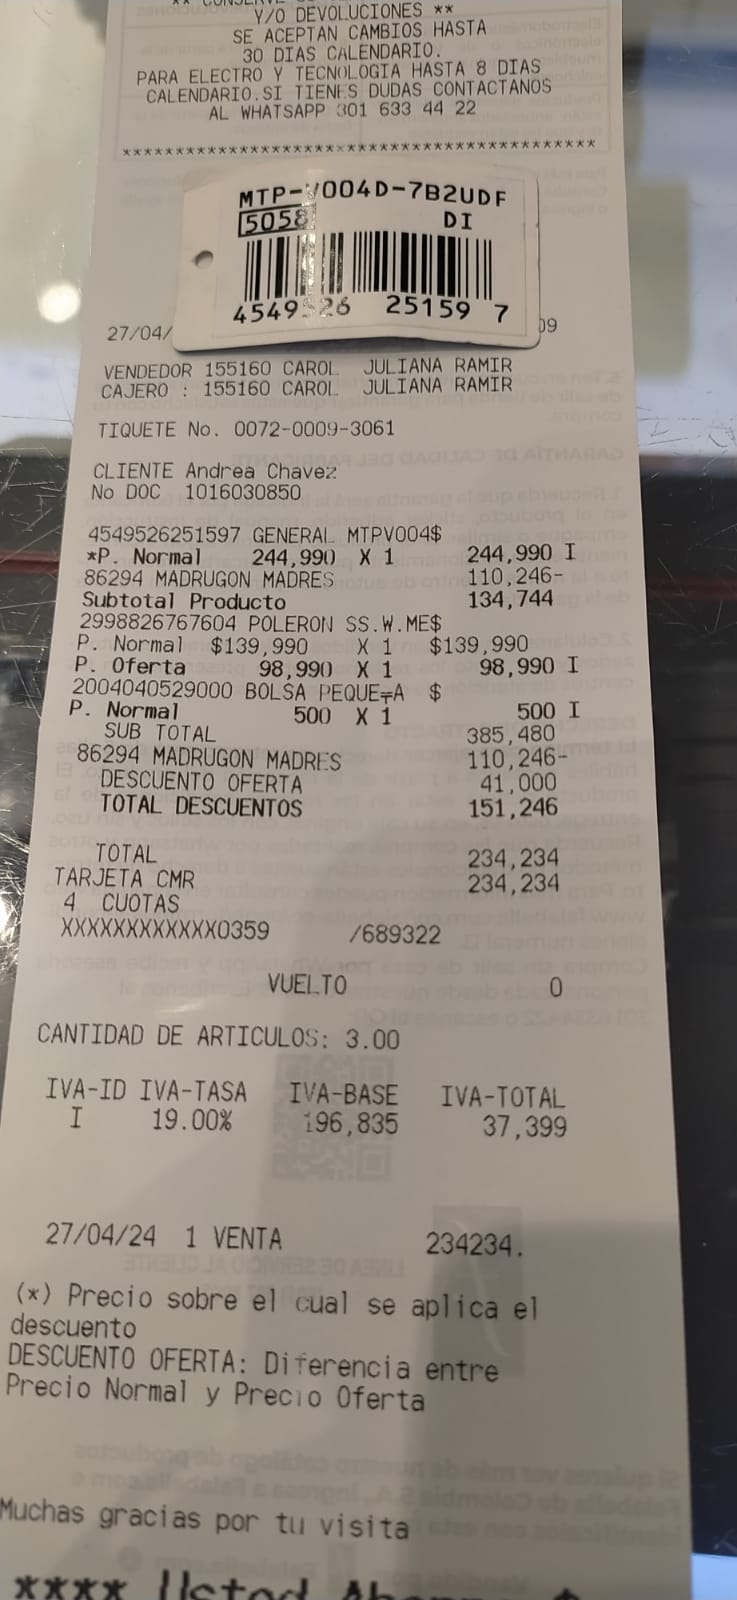 ** CONSERVE
Y/O DEVOLUCIONES **
SE ACEPTAN CAMBIOS HASTA
30 DIAS CALENDARIO.
PARA ELECTRO Y TECNOLOGIA HASTA 8 DIAS
CALENDARIO.SI TIENES DUDAS CONTACTANOS
AL WHATSAPP 301 633 44 22
*********************************************
MTP-V004D-7B2UDF
5058 DI
4549526 25159 7
27/04/ 09
VENDEDOR 155160 CAROL JULIANA RAMIR
CAJERO : 155160 CAROL JULIANA RAMIR
TIQUETE No. 0072-0009-3061
CLIENTE Andrea Chavez
No DOC 1016030850
4549526251597 GENERAL MTPV004$
*P. Normal 244,990 X 1 244,990 I
86294 MADRUGON MADRES 110,246-
Subtotal Producto 134,744
2998826767604 POLERON SS.W.ME$
P. Normal $139,990 X 1 $139,990
P. Oferta 98,990 X 1 98,990 I
2004040529000 BOLSA PEQUE╤A $
P. Normal 500 X 1 500 I
SUB TOTAL 385,480
86294 MADRUGON MADRES 110,246-
DESCUENTO OFERTA 41,000
TOTAL DESCUENTOS 151,246
TOTAL 234,234
TARJETA CMR 234,234
4 CUOTAS
XXXXXXXXXXXX0359 /689322
VUELTO 0
CANTIDAD DE ARTICULOS: 3.00
IVA-ID IVA-TASA IVA-BASE IVA-TOTAL
I 19.00% 196,835 37,399
27/04/24 1 VENTA 234234.
(*) Precio sobre el cual se aplica el
descuento
DESCUENTO OFERTA: Diferencia entre
Precio Normal y Precio Oferta
Muchas gracias por tu visita
**** Usted Ahorro $